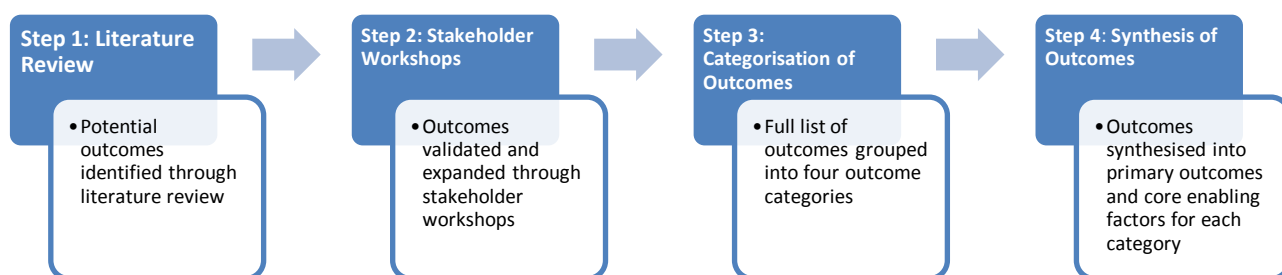 Step 1: Literature
Review
• Potential
outcomes
identified through
literature review
Step 2: Stakeholder
Workshops
• Outcomes
validated and
expanded through
stakeholder
workshops
Step 3:
Categorisation of
Outcomes
• Full list of
outcomes grouped
into four outcome
categories
Step 4: Synthesis of
Outcomes
• Outcomes
synthesised into
primary outcomes
and core enabling
factors for each
category